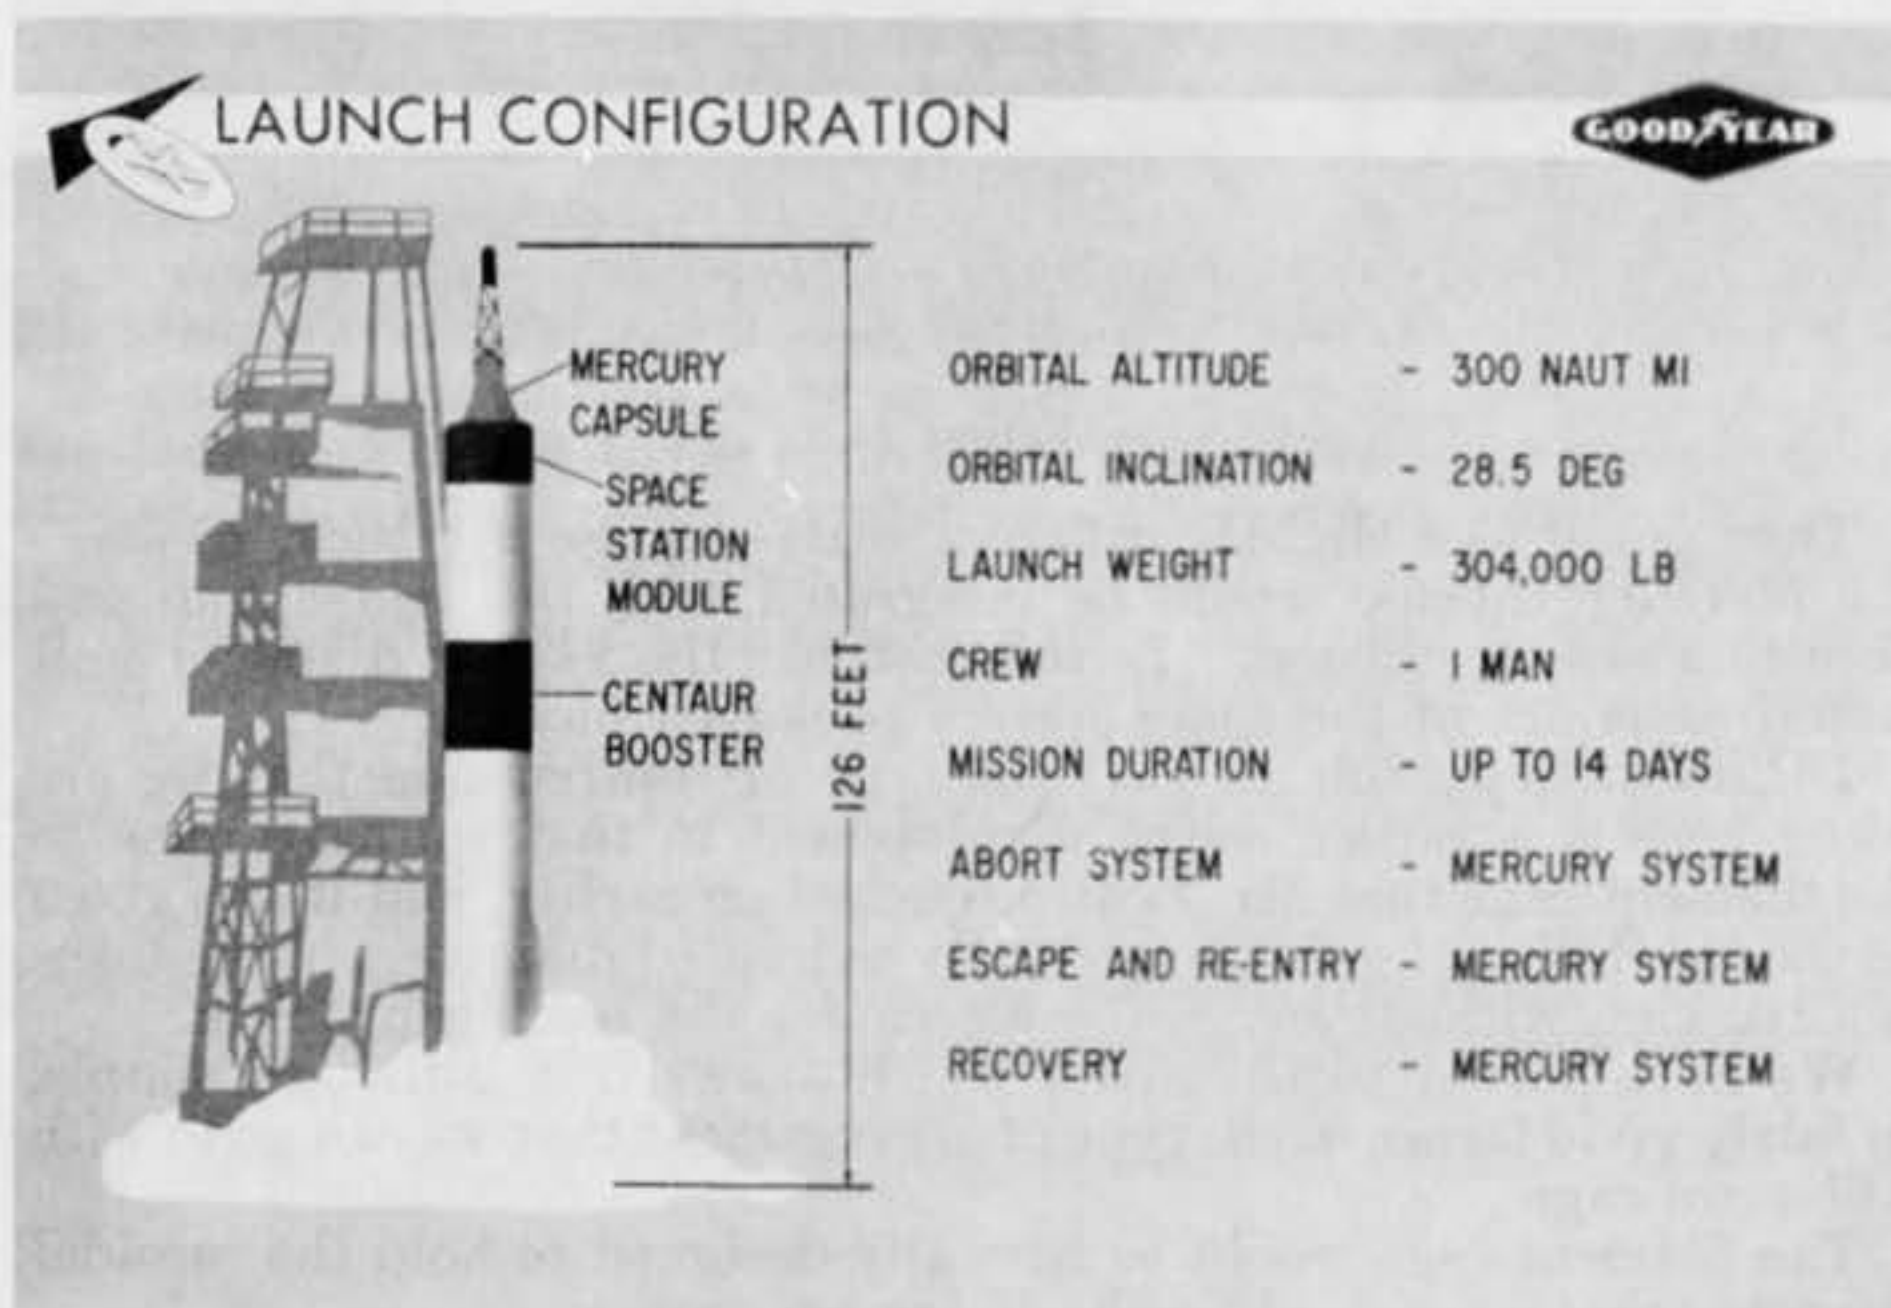 LAUNCH CONFIGURATION
GOODYEAR
MERCURY
CAPSULE
SPACE
STATION
MODULE
CENTAUR
BOOSTER
126 FEET
ORBITAL ALTITUDE - 300 NAUT MI
ORBITAL INCLINATION - 28.5 DEG
LAUNCH WEIGHT - 304,000 LB
CREW - 1 MAN
MISSION DURATION - UP TO 14 DAYS
ABORT SYSTEM - MERCURY SYSTEM
ESCAPE AND RE-ENTRY - MERCURY SYSTEM
RECOVERY - MERCURY SYSTEM